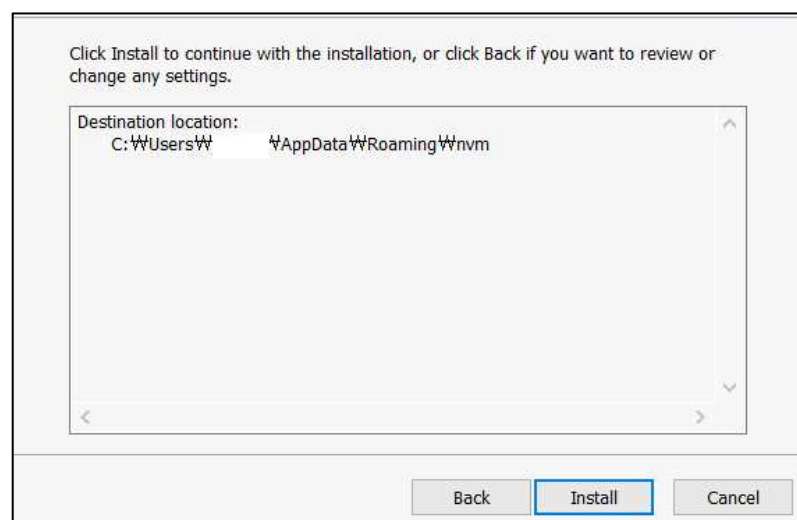 Click Install to continue with the installation, or click Back if you want to review or
change any settings.
Destination location:
C:₩Users₩ ₩AppData₩Roaming₩nvm
Back Install Cancel